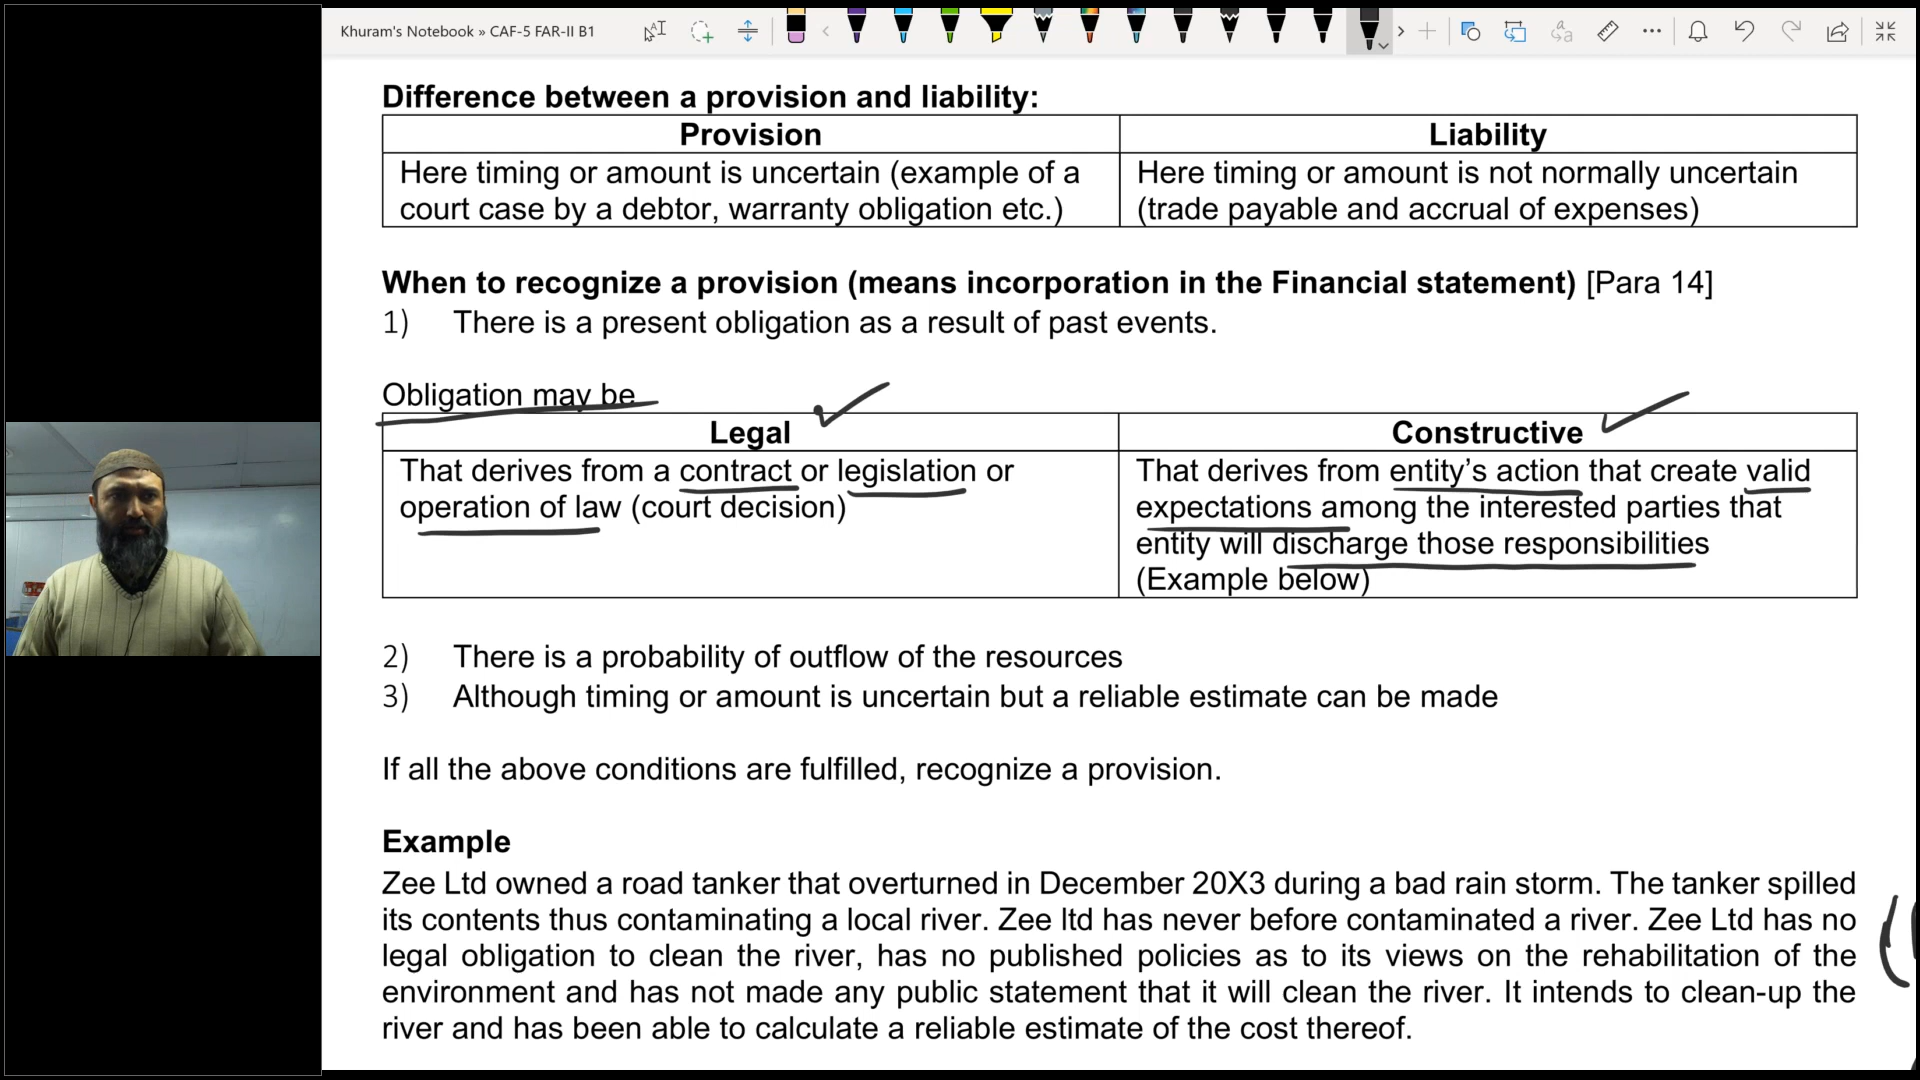 Khuram's Notebook » CAF-5 FAR-II B1
Difference between a provision and liability:
Provision
Liability
Here timing or amount is uncertain (example of a
court case by a debtor, warranty obligation etc.)
Here timing or amount is not normally uncertain
(trade payable and accrual of expenses)
When to recognize a provision (means incorporation in the Financial statement) [Para 14]
1) There is a present obligation as a result of past events.
Obligation may be
Legal
Constructive
That derives from a contract or legislation or
operation of law (court decision)
That derives from entity’s action that create valid
expectations among the interested parties that
entity will discharge those responsibilities
(Example below)
2) There is a probability of outflow of the resources
3) Although timing or amount is uncertain but a reliable estimate can be made
If all the above conditions are fulfilled, recognize a provision.
Example
Zee Ltd owned a road tanker that overturned in December 20X3 during a bad rain storm. The tanker spilled
its contents thus contaminating a local river. Zee ltd has never before contaminated a river. Zee Ltd has no
legal obligation to clean the river, has no published policies as to its views on the rehabilitation of the
environment and has not made any public statement that it will clean the river. It intends to clean-up the
river and has been able to calculate a reliable estimate of the cost thereof.